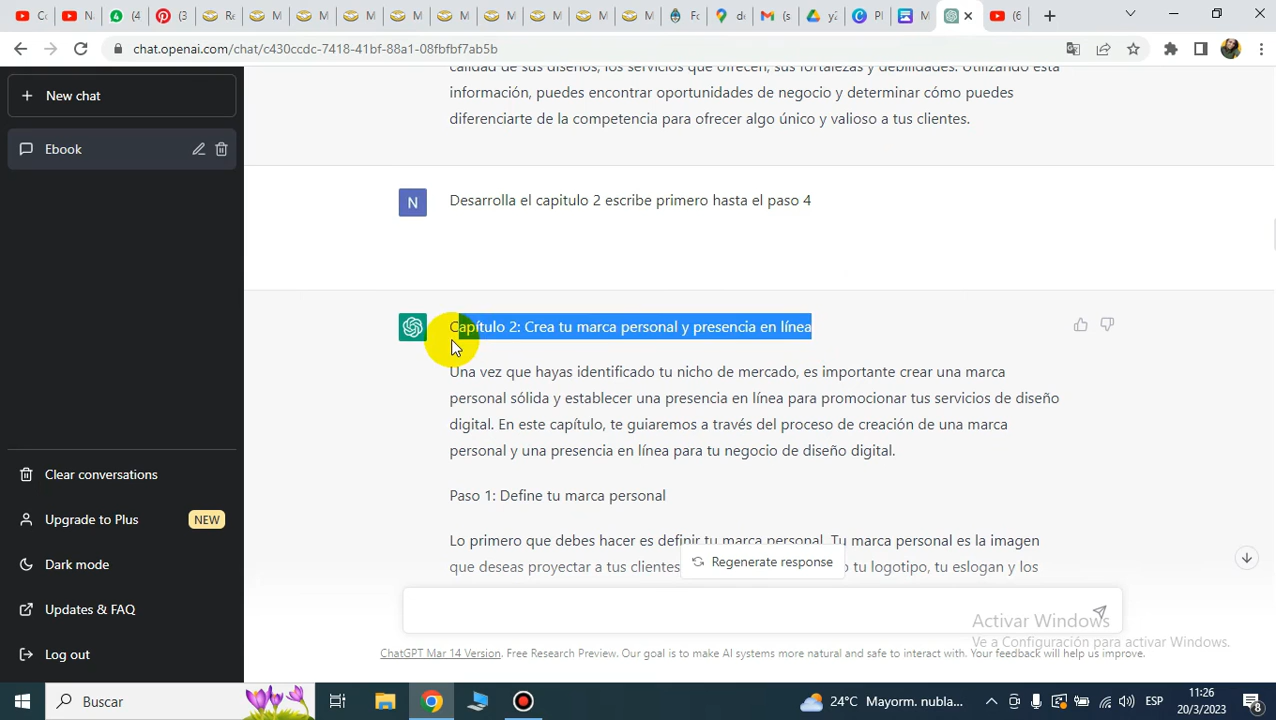 Re
M
M
M
M
M
M
M
M
M
Fo
M
chat.openai.com/chat/c430ccdc-7418-41bf-88a1-08fbfbf7ab5b
New chat
Ebook
calidad de sus diseños, los servicios que ofrecen, sus fortalezas y debilidades. Utilizando esta
información, puedes encontrar oportunidades de negocio y determinar cómo puedes
diferenciarte de la competencia para ofrecer algo único y valioso a tus clientes.
N
Desarrolla el capitulo 2 escribe primero hasta el paso 4
Capítulo 2: Crea tu marca personal y presencia en línea
Una vez que hayas identificado tu nicho de mercado, es importante crear una marca
personal sólida y establecer una presencia en línea para promocionar tus servicios de diseño
digital. En este capítulo, te guiaremos a través del proceso de creación de una marca
personal y una presencia en línea para tu negocio de diseño digital.
Paso 1: Define tu marca personal
Lo primero que debes hacer es definir tu marca personal. Tu marca personal es la imagen
que deseas proyectar a tus clientes
tu logotipo, tu eslogan y los
Regenerate response
Clear conversations
Upgrade to Plus NEW
Dark mode
Updates & FAQ
Log out
Activar Windows
Ve a Configuración para activar Windows.
ChatGPT Mar 14 Version. Free Research Preview. Our goal is to make AI systems more natural and safe to interact with. Your feedback will help us improve.
Buscar
24°C Mayorm. nubla...
ESP
11:26
20/3/2023
8